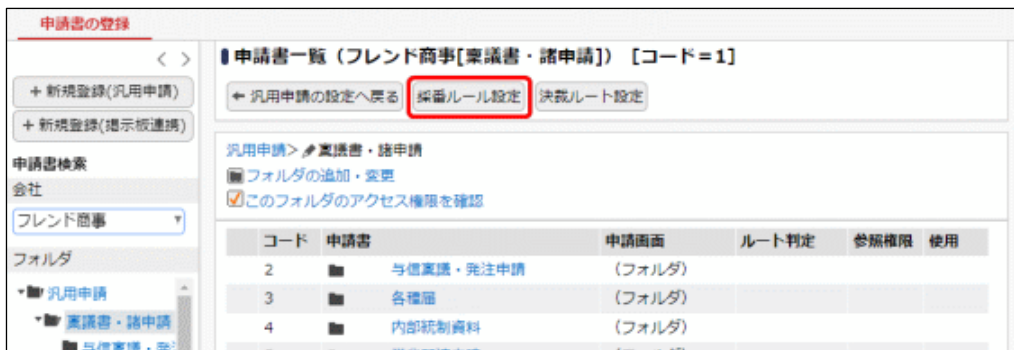 申請書の登録
< >
+ 新規登録(汎用申請)
+ 新規登録(掲示板連携)
申請書検索
会社
フレンド商事
フォルダ
汎用申請
稟議書・諸申請
申請書一覧（フレンド商事[稟議書・諸申請]） [コード=1]
← 汎用申請の設定へ戻る 採番ルール設定 決裁ルート設定
汎用申請> 稟議書・諸申請
フォルダの追加・変更
このフォルダのアクセス権限を確認
コード 申請書 申請画面 ルート判定 参照権限 使用
2 与信稟議・発注申請 (フォルダ)
3 各種届 (フォルダ)
4 内部統制資料 (フォルダ)